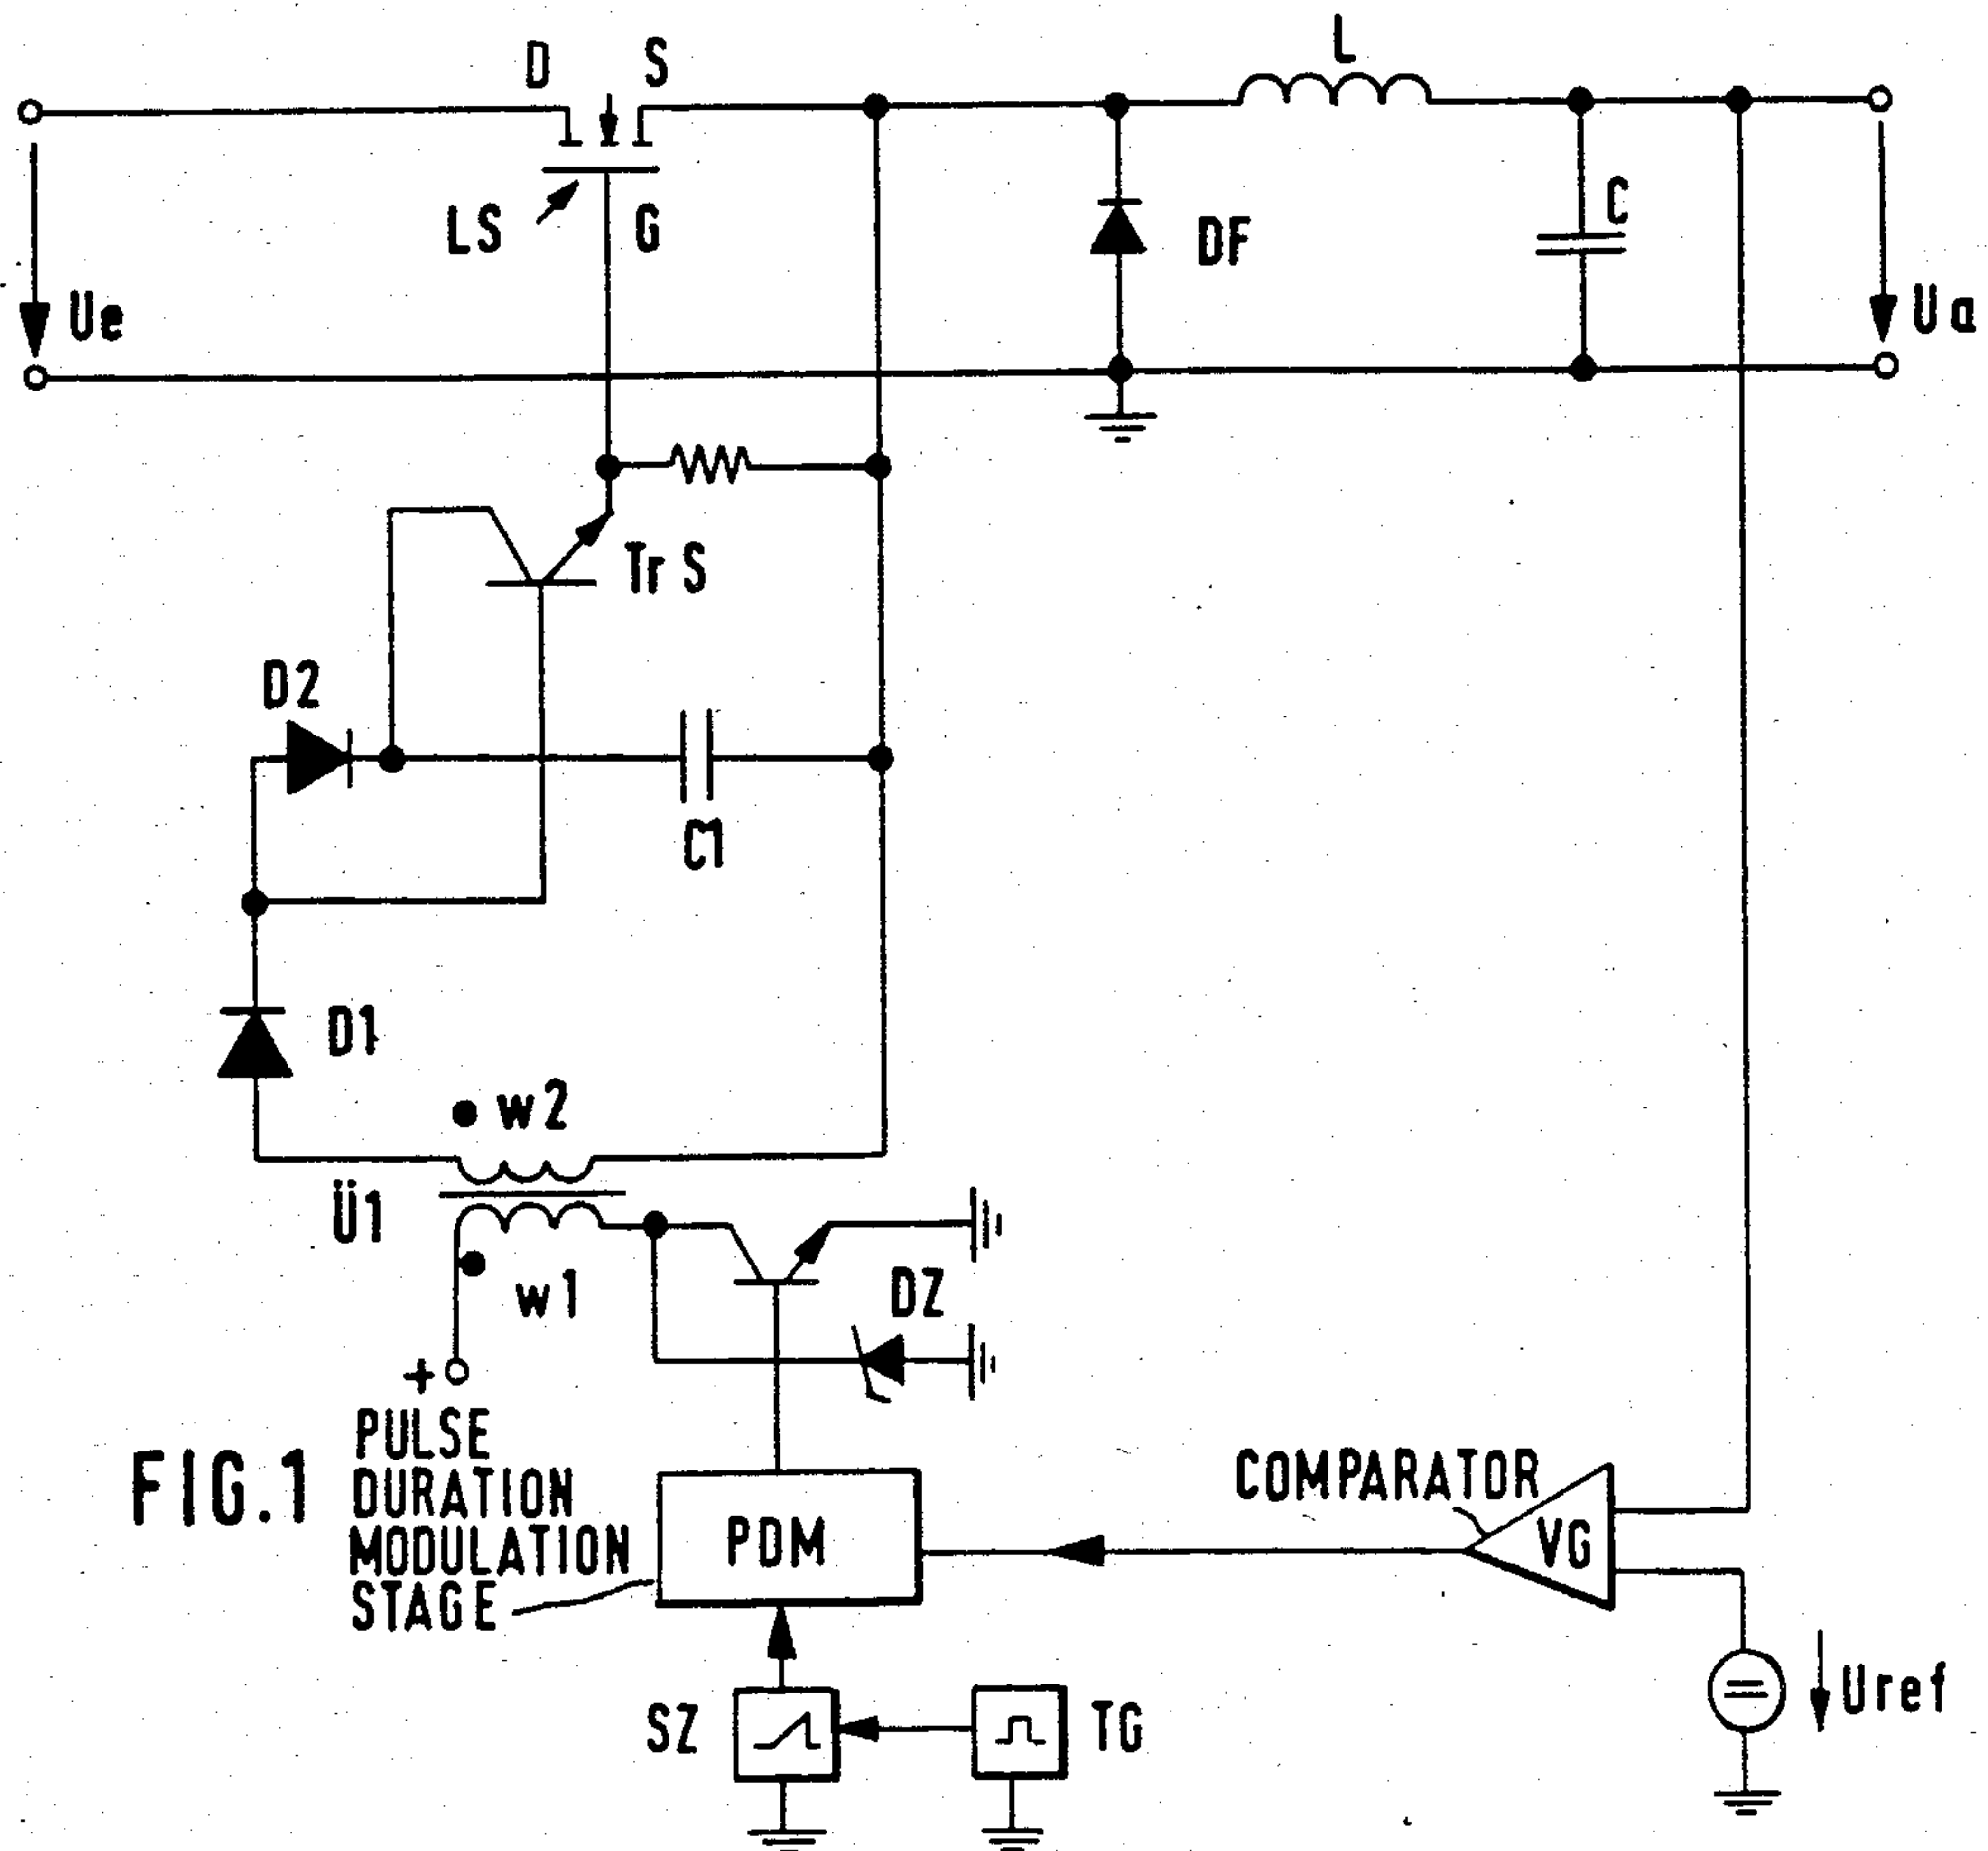 D
S
L
LS
G
DF
C
Ue
Ua
TrS
D2
C1
D1
w2
Ü1
w1
DZ
+
PULSE
DURATION
MODULATION
STAGE
FIG.1
PDM
COMPARATOR
VG
SZ
TG
Uref